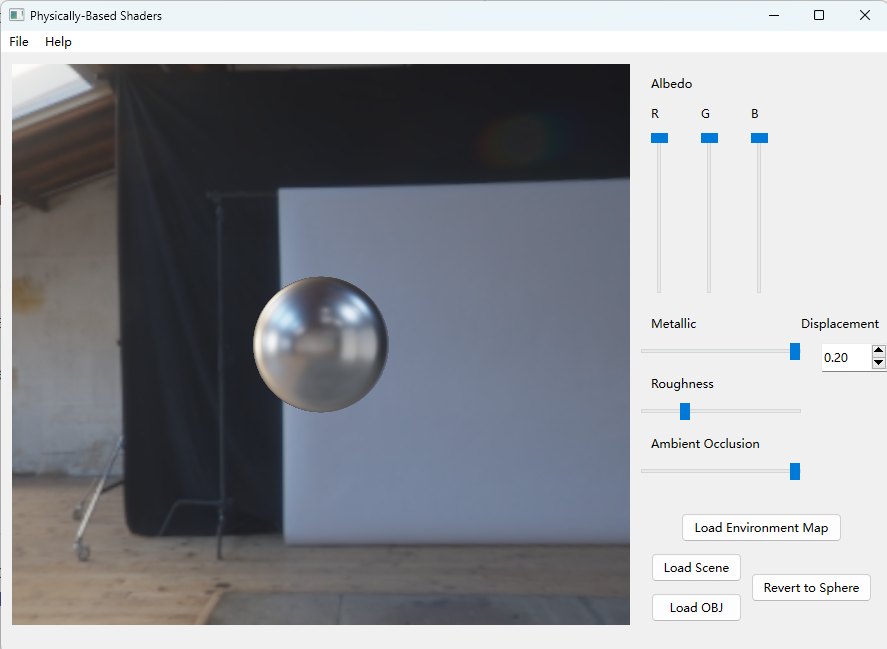 Physically-Based Shaders
File Help
Albedo
R G B
Metallic Displacement
0.20
Roughness
Ambient Occlusion
Load Environment Map
Load Scene
Revert to Sphere
Load OBJ